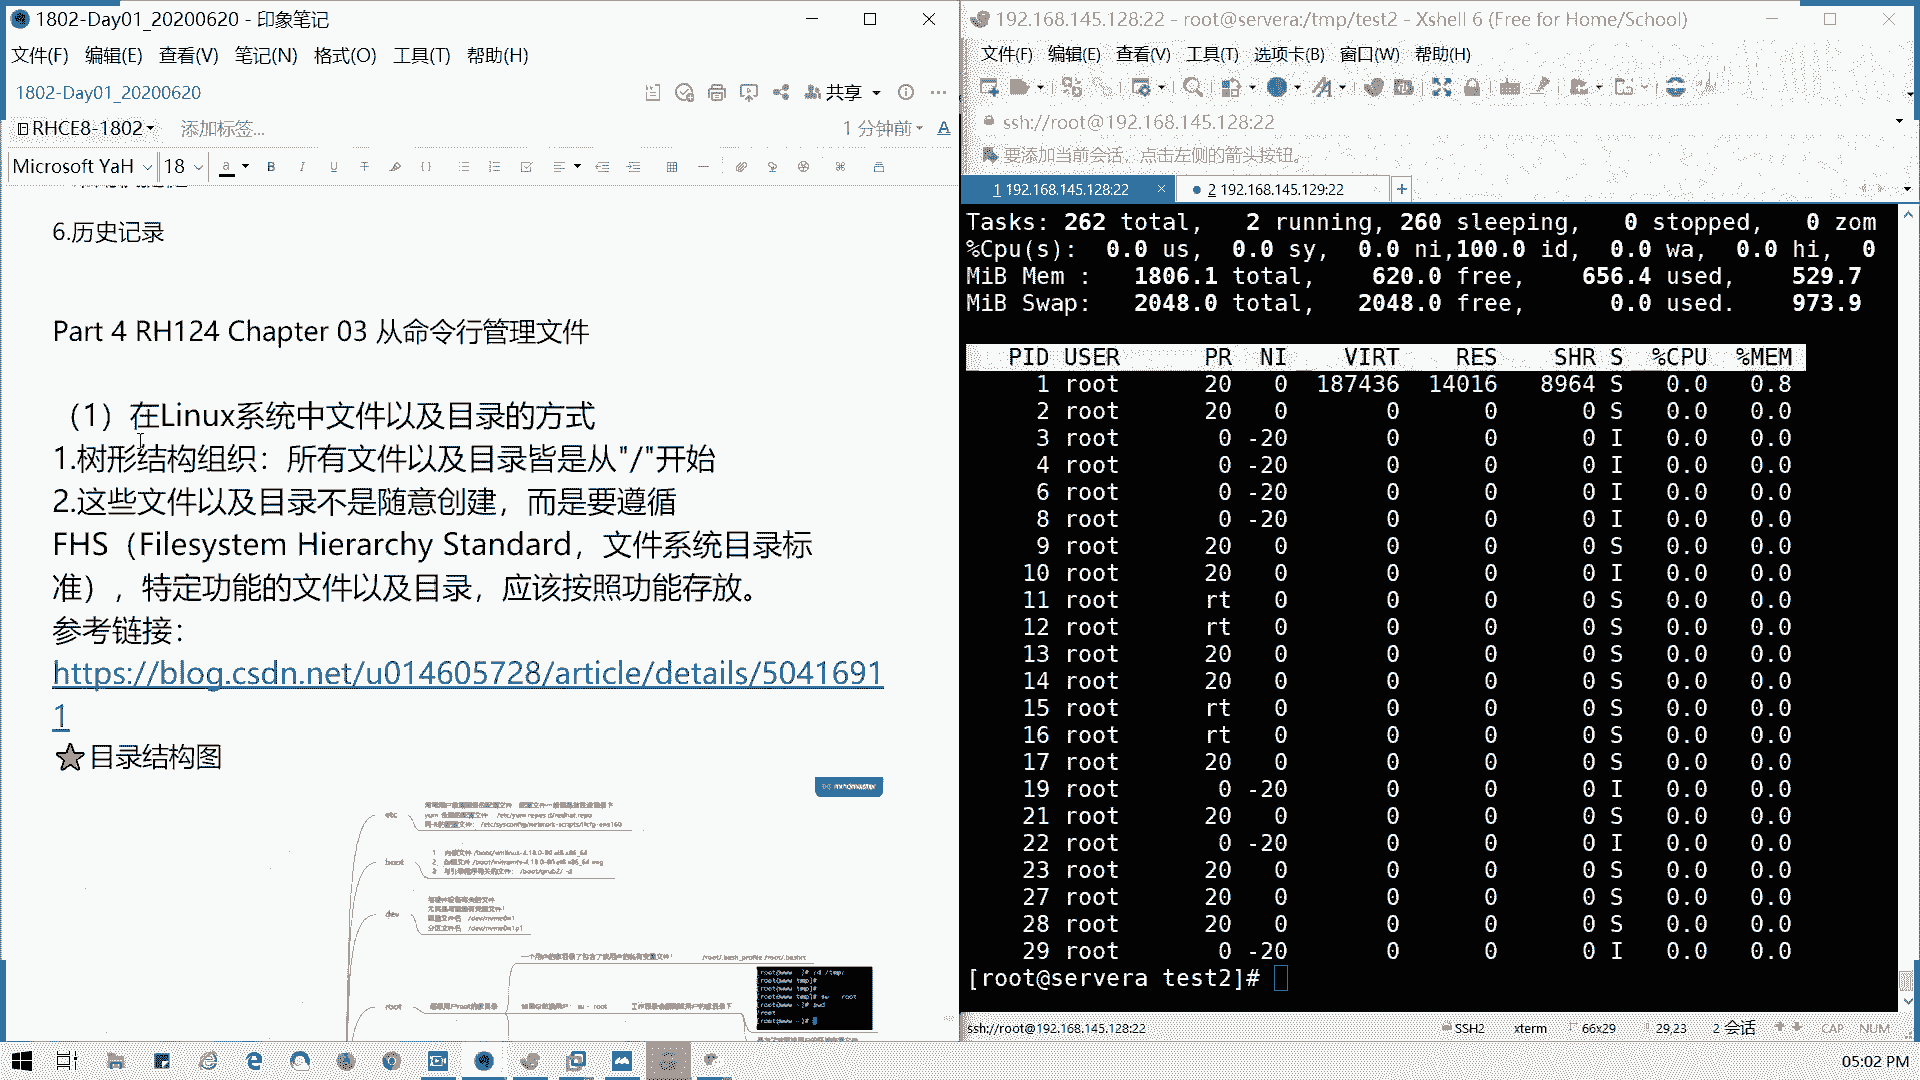 1802-Day01_20200620 - 印象笔记
文件(F) 编辑(E) 查看(V) 笔记(N) 格式(O) 工具(T) 帮助(H)
1802-Day01_20200620
共享
RHCE8-1802 添加标签...
1 分钟前
Microsoft YaH 18
6.历史记录
Part 4 RH124 Chapter 03 从命令行管理文件
（1）在Linux系统中文件以及目录的方式
1.树形结构组织：所有文件以及目录皆是从"/"开始
2.这些文件以及目录不是随意创建，而是要遵循
FHS（Filesystem Hierarchy Standard，文件系统目录标
准），特定功能的文件以及目录，应该按照功能存放。
参考链接：
https://blog.csdn.net/u014605728/article/details/5041691
1
目录结构图
mindmaster
etc
boot
dev
root
192.168.145.128:22 - root@servera:/tmp/test2 - Xshell 6 (Free for Home/School)
文件(F) 编辑(E) 查看(V) 工具(T) 选项卡(B) 窗口(W) 帮助(H)
ssh://root@192.168.145.128:22
要添加当前会话，点击左侧的箭头按钮。
1 192.168.145.128:22
2 192.168.145.129:22
Tasks: 262 total, 2 running, 260 sleeping, 0 stopped, 0 zom
%Cpu(s): 0.0 us, 0.0 sy, 0.0 ni,100.0 id, 0.0 wa, 0.0 hi, 0
MiB Mem : 1806.1 total, 620.0 free, 656.4 used, 529.7
MiB Swap: 2048.0 total, 2048.0 free, 0.0 used. 973.9
PID USER PR NI VIRT RES SHR S %CPU %MEM
1 root 20 0 187436 14016 8964 S 0.0 0.8
2 root 20 0 0 0 0 S 0.0 0.0
3 root 0 -20 0 0 0 I 0.0 0.0
4 root 0 -20 0 0 0 I 0.0 0.0
6 root 0 -20 0 0 0 I 0.0 0.0
8 root 0 -20 0 0 0 I 0.0 0.0
9 root 20 0 0 0 0 S 0.0 0.0
10 root 20 0 0 0 0 I 0.0 0.0
11 root rt 0 0 0 0 S 0.0 0.0
12 root rt 0 0 0 0 S 0.0 0.0
13 root 20 0 0 0 0 S 0.0 0.0
14 root 20 0 0 0 0 S 0.0 0.0
15 root rt 0 0 0 0 S 0.0 0.0
16 root rt 0 0 0 0 S 0.0 0.0
17 root 20 0 0 0 0 S 0.0 0.0
19 root 0 -20 0 0 0 I 0.0 0.0
21 root 20 0 0 0 0 S 0.0 0.0
22 root 0 -20 0 0 0 I 0.0 0.0
23 root 20 0 0 0 0 S 0.0 0.0
27 root 20 0 0 0 0 S 0.0 0.0
28 root 20 0 0 0 0 S 0.0 0.0
29 root 0 -20 0 0 0 I 0.0 0.0
[root@servera test2]#
ssh://root@192.168.145.128:22 SSH2 xterm 66x29 29,23 2 会话 CAP NUM
05:02 PM